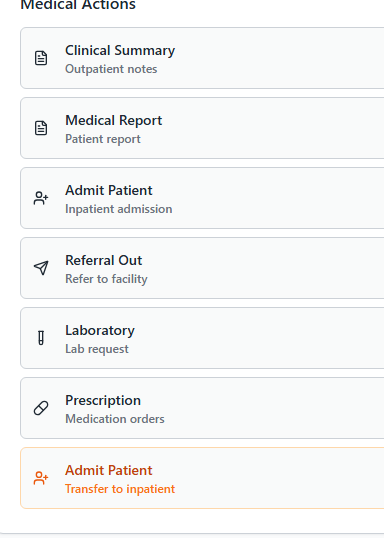 Medical Actions
Clinical Summary
Outpatient notes
Medical Report
Patient report
Admit Patient
Inpatient admission
Referral Out
Refer to facility
Laboratory
Lab request
Prescription
Medication orders
Admit Patient
Transfer to inpatient